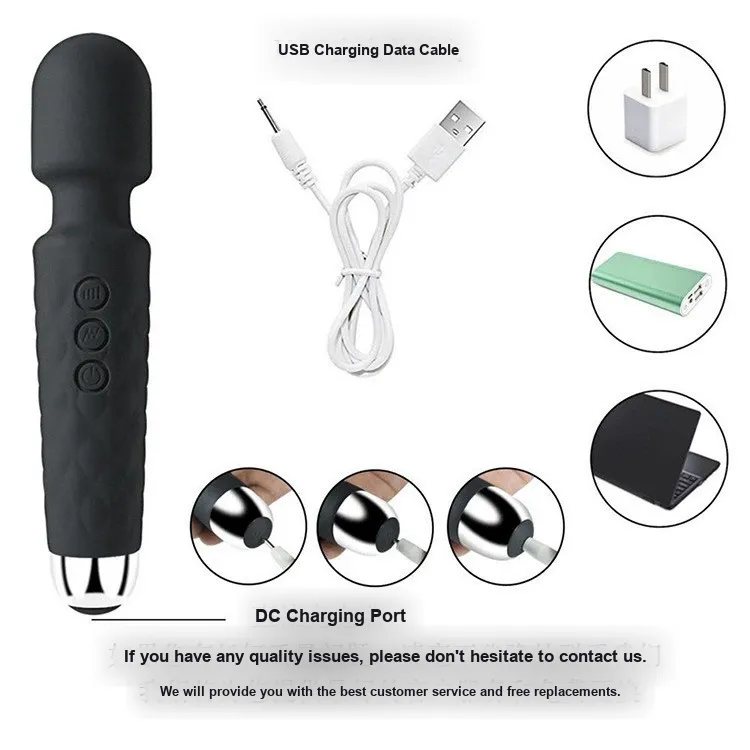 USB Charging Data Cable
DC Charging Port
If you have any quality issues, please don't hesitate to contact us.
We will provide you with the best customer service and free replacements.